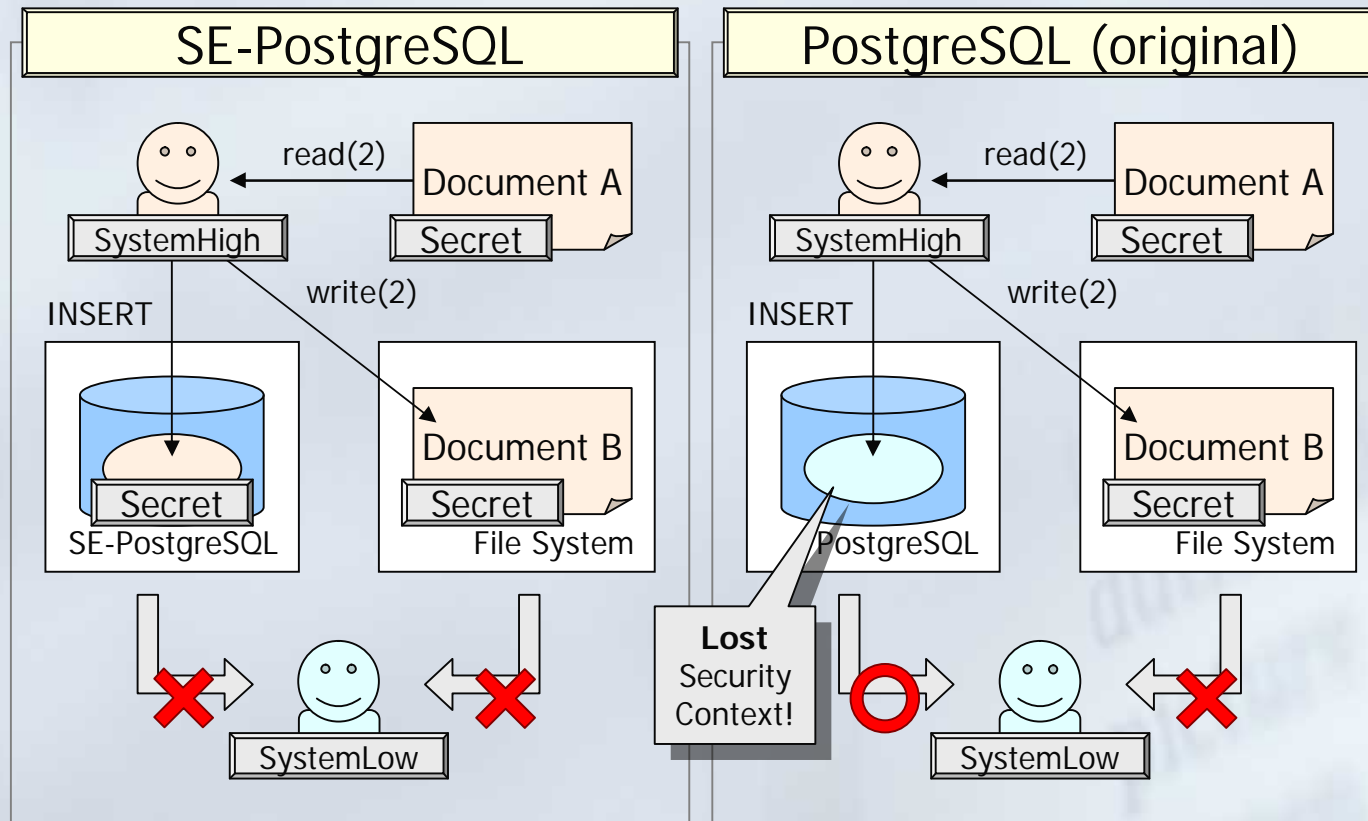 SE-PostgreSQL
read(2)
Document A
SystemHigh
Secret
write(2)
INSERT
Document B
Secret
Secret
SE-PostgreSQL
File System
SystemLow
PostgreSQL (original)
read(2)
Document A
SystemHigh
Secret
write(2)
INSERT
Document B
Secret
PostgreSQL
File System
Lost
Security
Context!
SystemLow